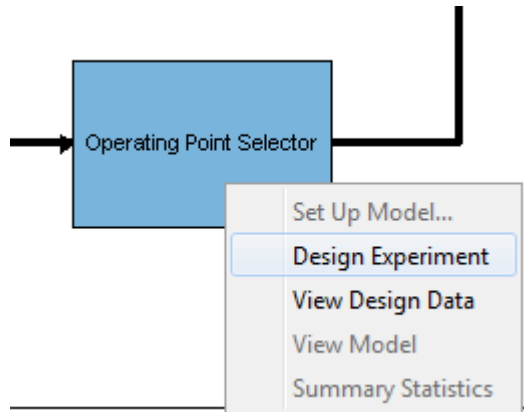 Operating Point Selector
Set Up Model...
Design Experiment
View Design Data
View Model
Summary Statistics